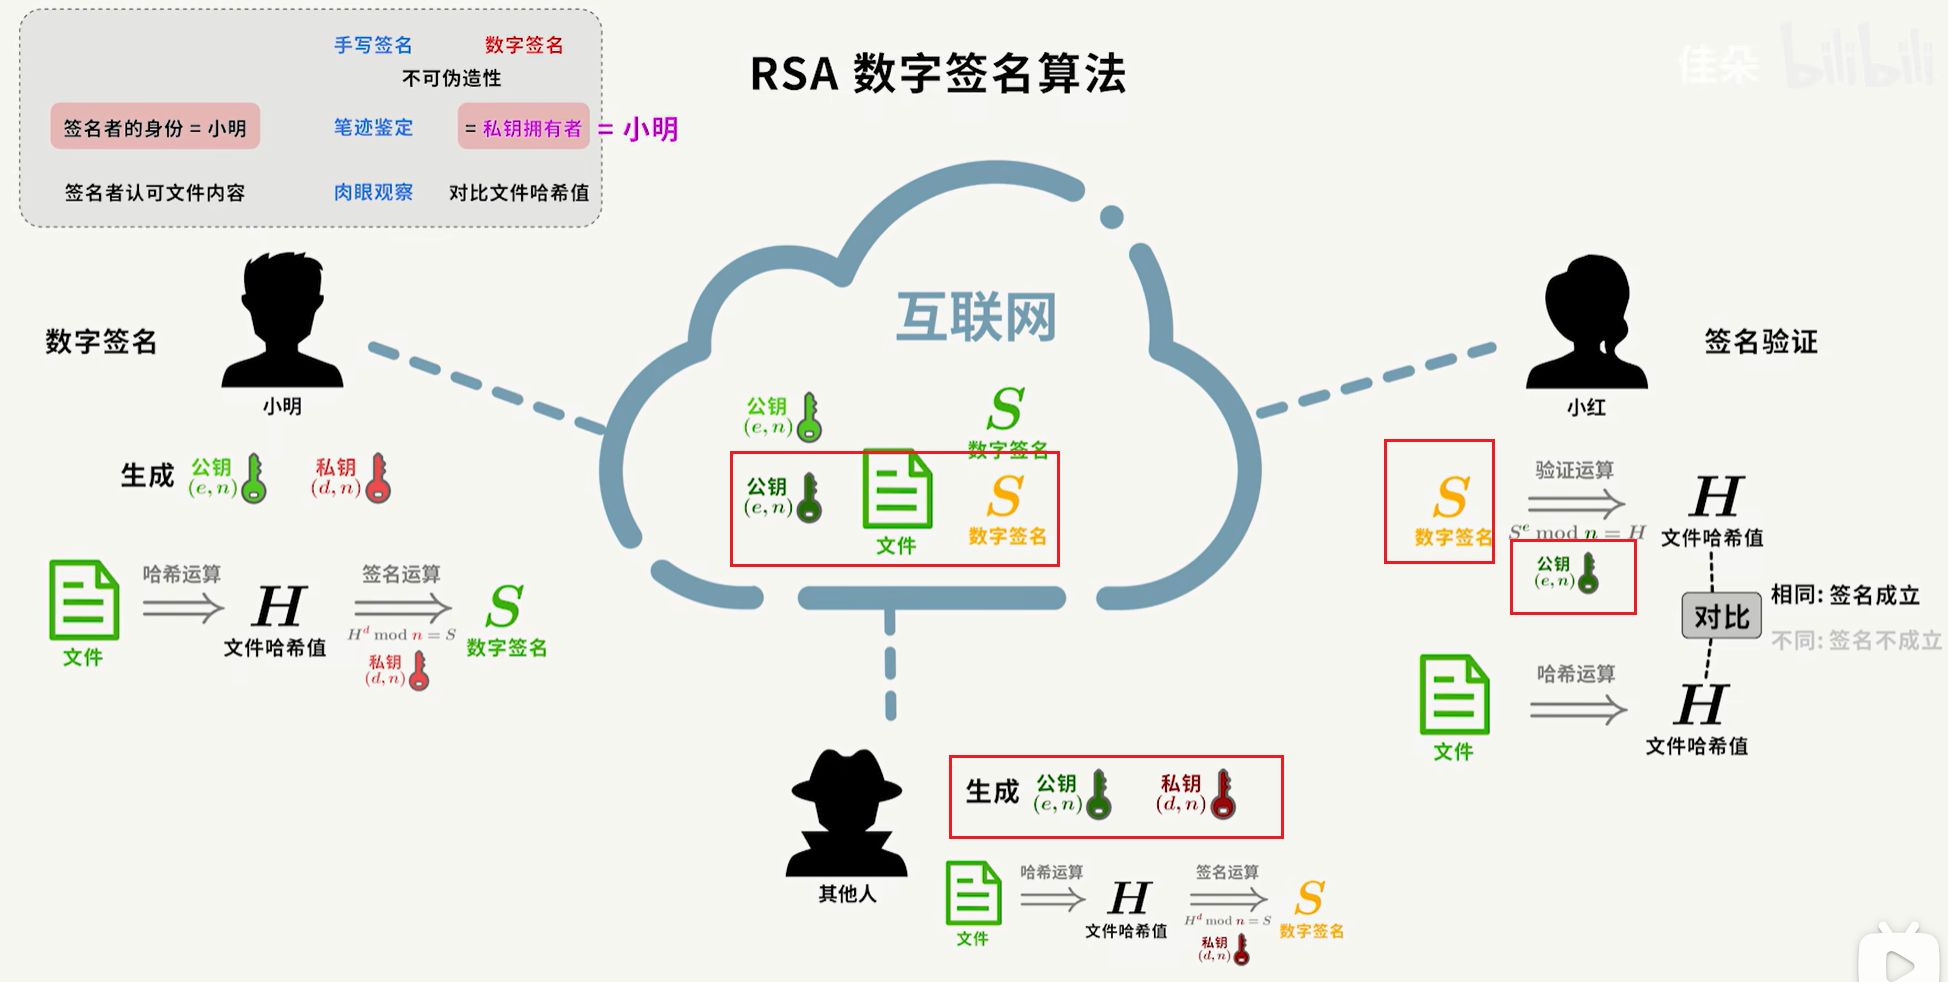 手写签名 数字签名
不可伪造性
签名者的身份 = 小明 笔迹鉴定 = 私钥拥有者 = 小明
签名者认可文件内容 肉眼观察 对比文件哈希值
RSA 数字签名算法
佳朵 bilibili
互联网
数字签名
小明
生成 公钥 (e, n) 私钥 (d, n)
文件
哈希运算
H
文件哈希值
签名运算
H^d mod n = S
私钥
(d, n)
S
数字签名
公钥
(e, n)
S
数字签名
公钥
(e, n)
文件
S
数字签名
签名验证
小红
S
数字签名
验证运算
S^e mod n = H
公钥
(e, n)
H
文件哈希值
对比
相同: 签名成立
不同: 签名不成立
文件
哈希运算
H
文件哈希值
其他人
生成 公钥 (e, n) 私钥 (d, n)
文件
哈希运算
H
文件哈希值
签名运算
H^d mod n = S
私钥
(d, n)
S
数字签名